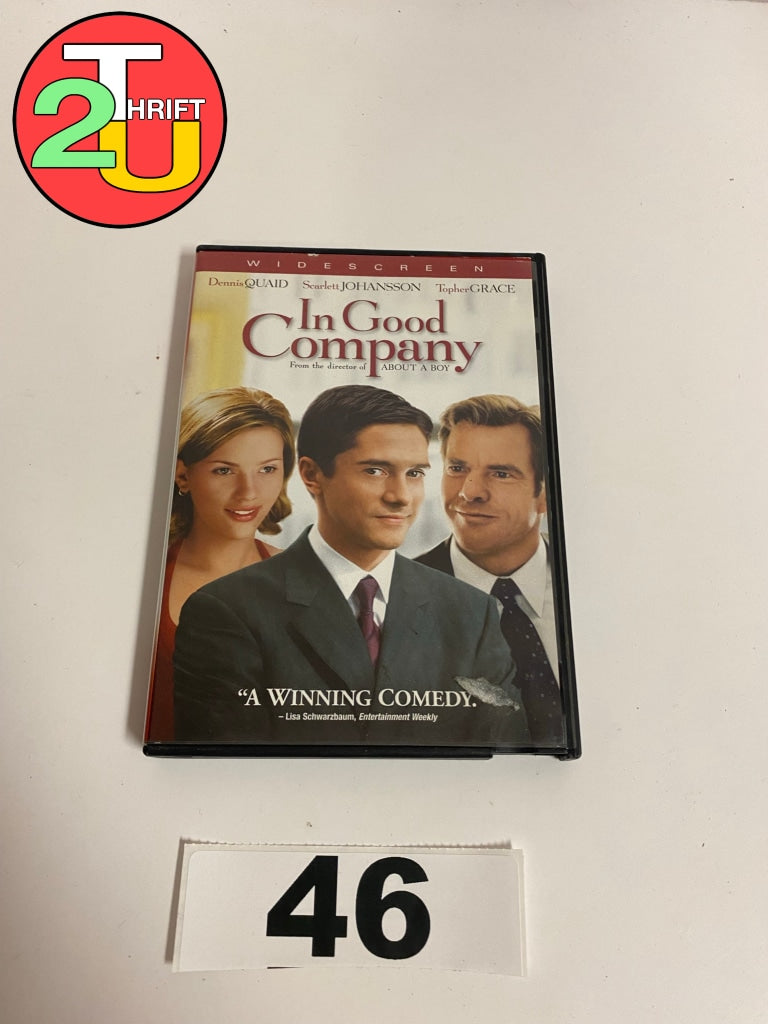 2
T
HRIFT
U
WIDESCREEN
Dennis QUAID Scarlett JOHANSSON Topher GRACE
In Good
Company
From the director of ABOUT A BOY
"A WINNING COMEDY.
– Lisa Schwarzbaum, Entertainment Weekly
46